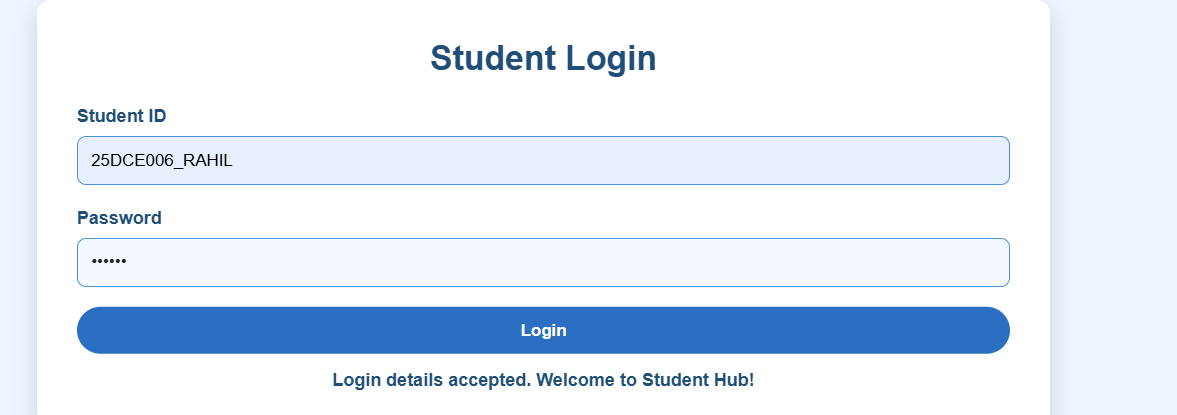 Student Login
Student ID
25DCE006_RAHIL
Password
••••••
Login
Login details accepted. Welcome to Student Hub!